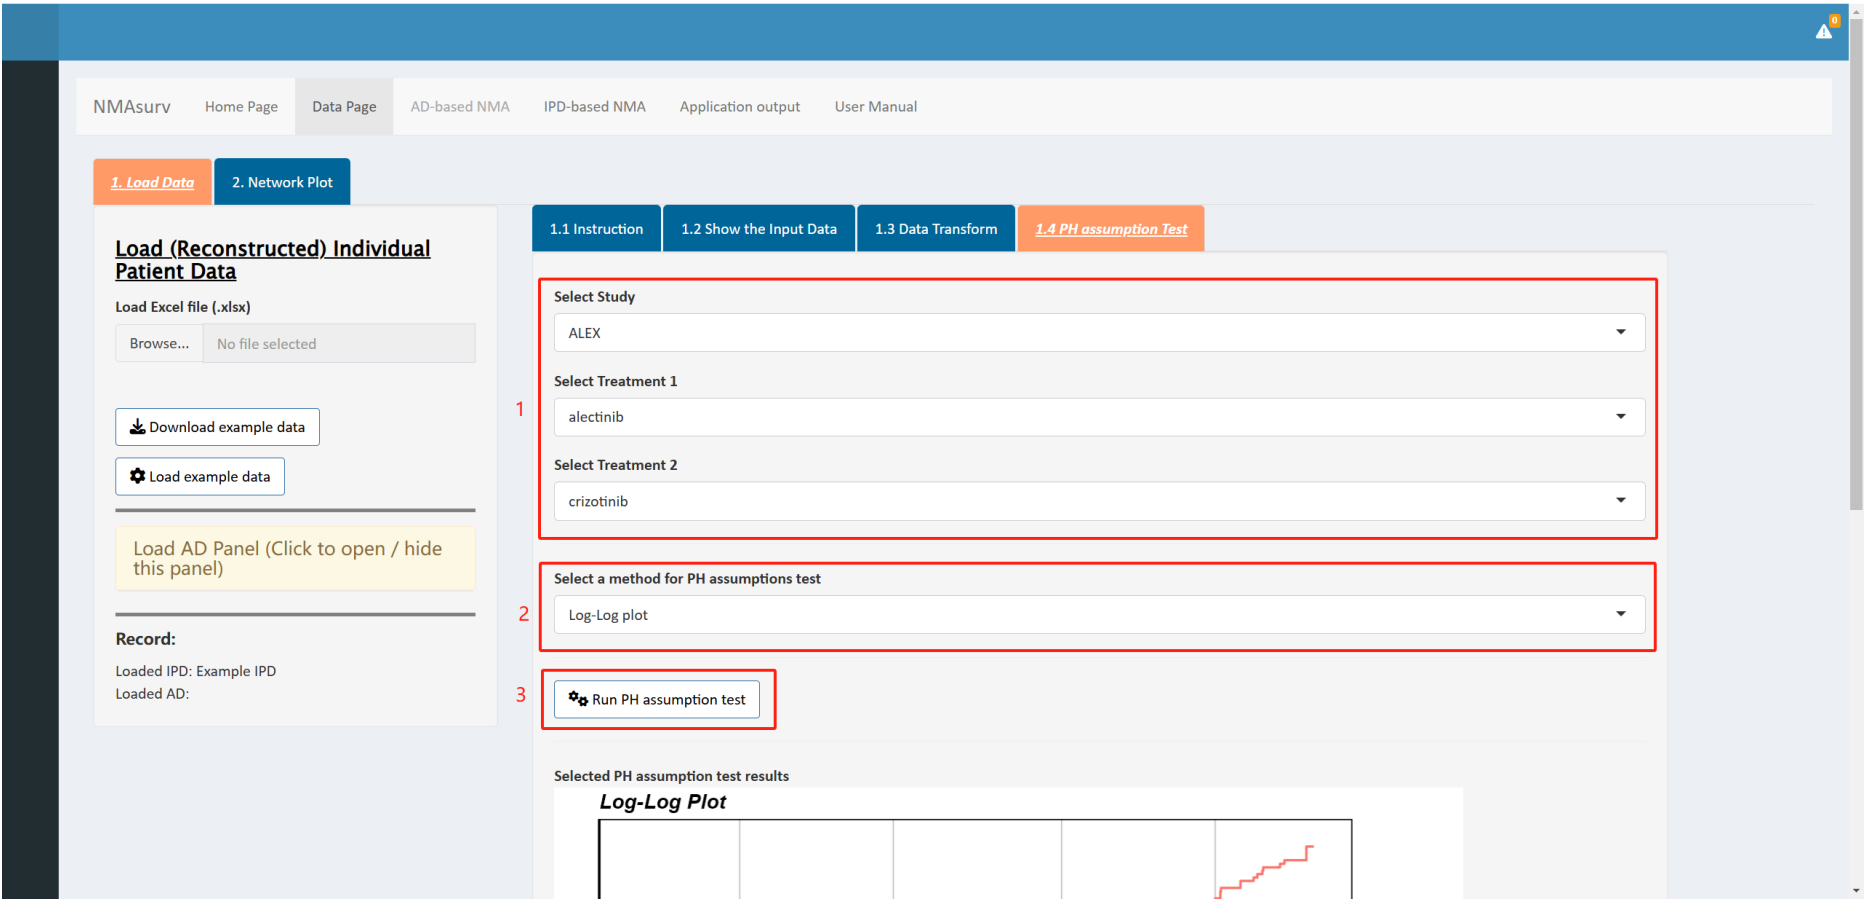 0
NMAsurv Home Page Data Page AD-based NMA IPD-based NMA Application output User Manual
1. Load Data 2. Network Plot
Load (Reconstructed) Individual
Patient Data
Load Excel file (.xlsx)
Browse... No file selected
Download example data
Load example data
Load AD Panel (Click to open / hide
this panel)
Record:
Loaded IPD: Example IPD
Loaded AD:
1.1 Instruction 1.2 Show the Input Data 1.3 Data Transform 1.4 PH assumption Test
1
Select Study
ALEX
Select Treatment 1
alectinib
Select Treatment 2
crizotinib
2
Select a method for PH assumptions test
Log-Log plot
3
Run PH assumption test
Selected PH assumption test results
Log-Log Plot